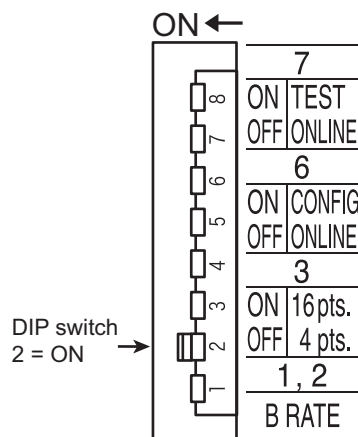 ON
8
7
6
5
4
3
2
1
DIP switch
2 = ON
7
ON TEST
OFF ONLINE
6
ON CONFIG
OFF ONLINE
3
ON 16 pts.
OFF 4 pts.
1, 2
B RATE